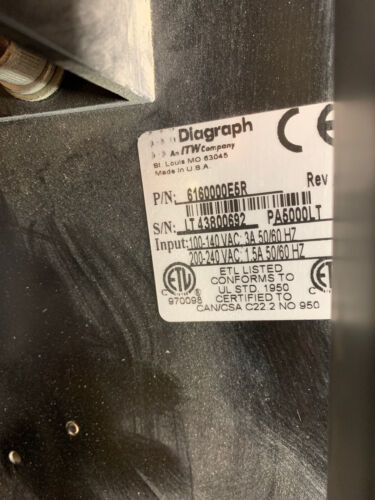 Diagraph
An ITW Company
St. Louis MO 63045
Made in U.S.A.
CE
P/N: 6160000E5R Rev
S/N: LT43800692 PA5000LT
Input: 100-140 VAC; 3A 50/60 HZ
200-240 VAC; 1.5A 50/60 HZ
ETL LISTED
CONFORMS TO
UL STD. 1950
CERTIFIED TO
CAN/CSA C22.2 NO 950
ETL
C
970098
C